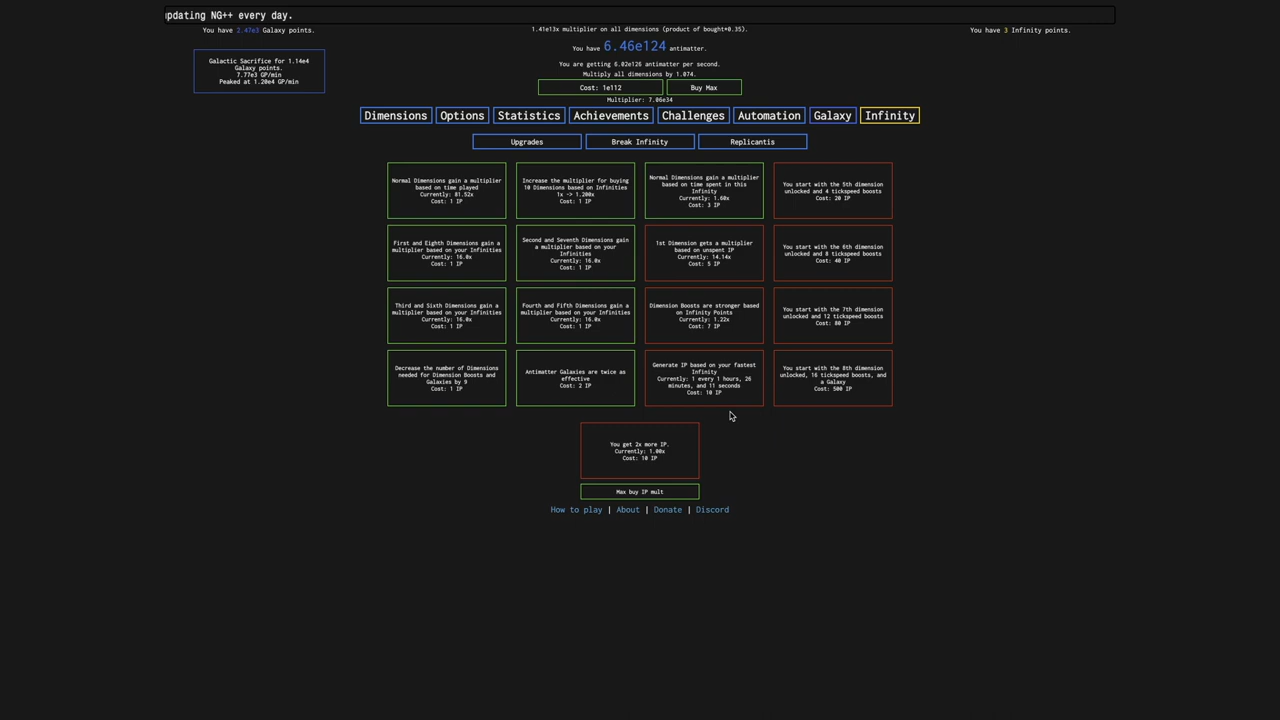 updating NG++ every day.
You have 2.47e3 Galaxy points.
1.41e13x multiplier on all dimensions (product of bought*0.35).
You have 3 Infinity points.
You have 6.46e124 antimatter.
Galactic Sacrifice for 1.14e4
Galaxy points.
7.77e3 GP/min
Peaked at 1.20e4 GP/min
You are getting 6.02e126 antimatter per second.
Multiply all dimensions by 1.074.
Cost: 1e112
Buy Max
Multiplier: 7.06e34
Dimensions
Options
Statistics
Achievements
Challenges
Automation
Galaxy
Infinity
Upgrades
Break Infinity
Replicantis
Normal Dimensions gain a multiplier
based on time played
Currently: 81.52x
Cost: 1 IP
Increase the multiplier for buying
10 Dimensions based on Infinities
1x -> 1.200x
Cost: 1 IP
Normal Dimensions gain a multiplier
based on time spent in this
Infinity
Currently: 1.60x
Cost: 3 IP
You start with the 5th dimension
unlocked and 4 tickspeed boosts
Cost: 20 IP
First and Eighth Dimensions gain a
multiplier based on your Infinities
Currently: 16.0x
Cost: 1 IP
Second and Seventh Dimensions gain
a multiplier based on your
Infinities
Currently: 16.0x
Cost: 1 IP
1st Dimension gets a multiplier
based on unspent IP
Currently: 14.14x
Cost: 5 IP
You start with the 6th dimension
unlocked and 8 tickspeed boosts
Cost: 40 IP
Third and Sixth Dimensions gain a
multiplier based on your Infinities
Currently: 16.0x
Cost: 1 IP
Fourth and Fifth Dimensions gain a
multiplier based on your Infinities
Currently: 16.0x
Cost: 1 IP
Dimension Boosts are stronger based
on Infinity Points
Currently: 1.22x
Cost: 7 IP
You start with the 7th dimension
unlocked and 12 tickspeed boosts
Cost: 80 IP
Decrease the number of Dimensions
needed for Dimension Boosts and
Galaxies by 9
Cost: 1 IP
Antimatter Galaxies are twice as
effective
Cost: 2 IP
Generate IP based on your fastest
Infinity
Currently: 1 every 1 hours, 26
minutes, and 11 seconds
Cost: 10 IP
You start with the 8th dimension
unlocked, 16 tickspeed boosts, and
a Galaxy
Cost: 500 IP
You get 2x more IP.
Currently: 1.00x
Cost: 10 IP
Max buy IP mult
How to play | About | Donate | Discord